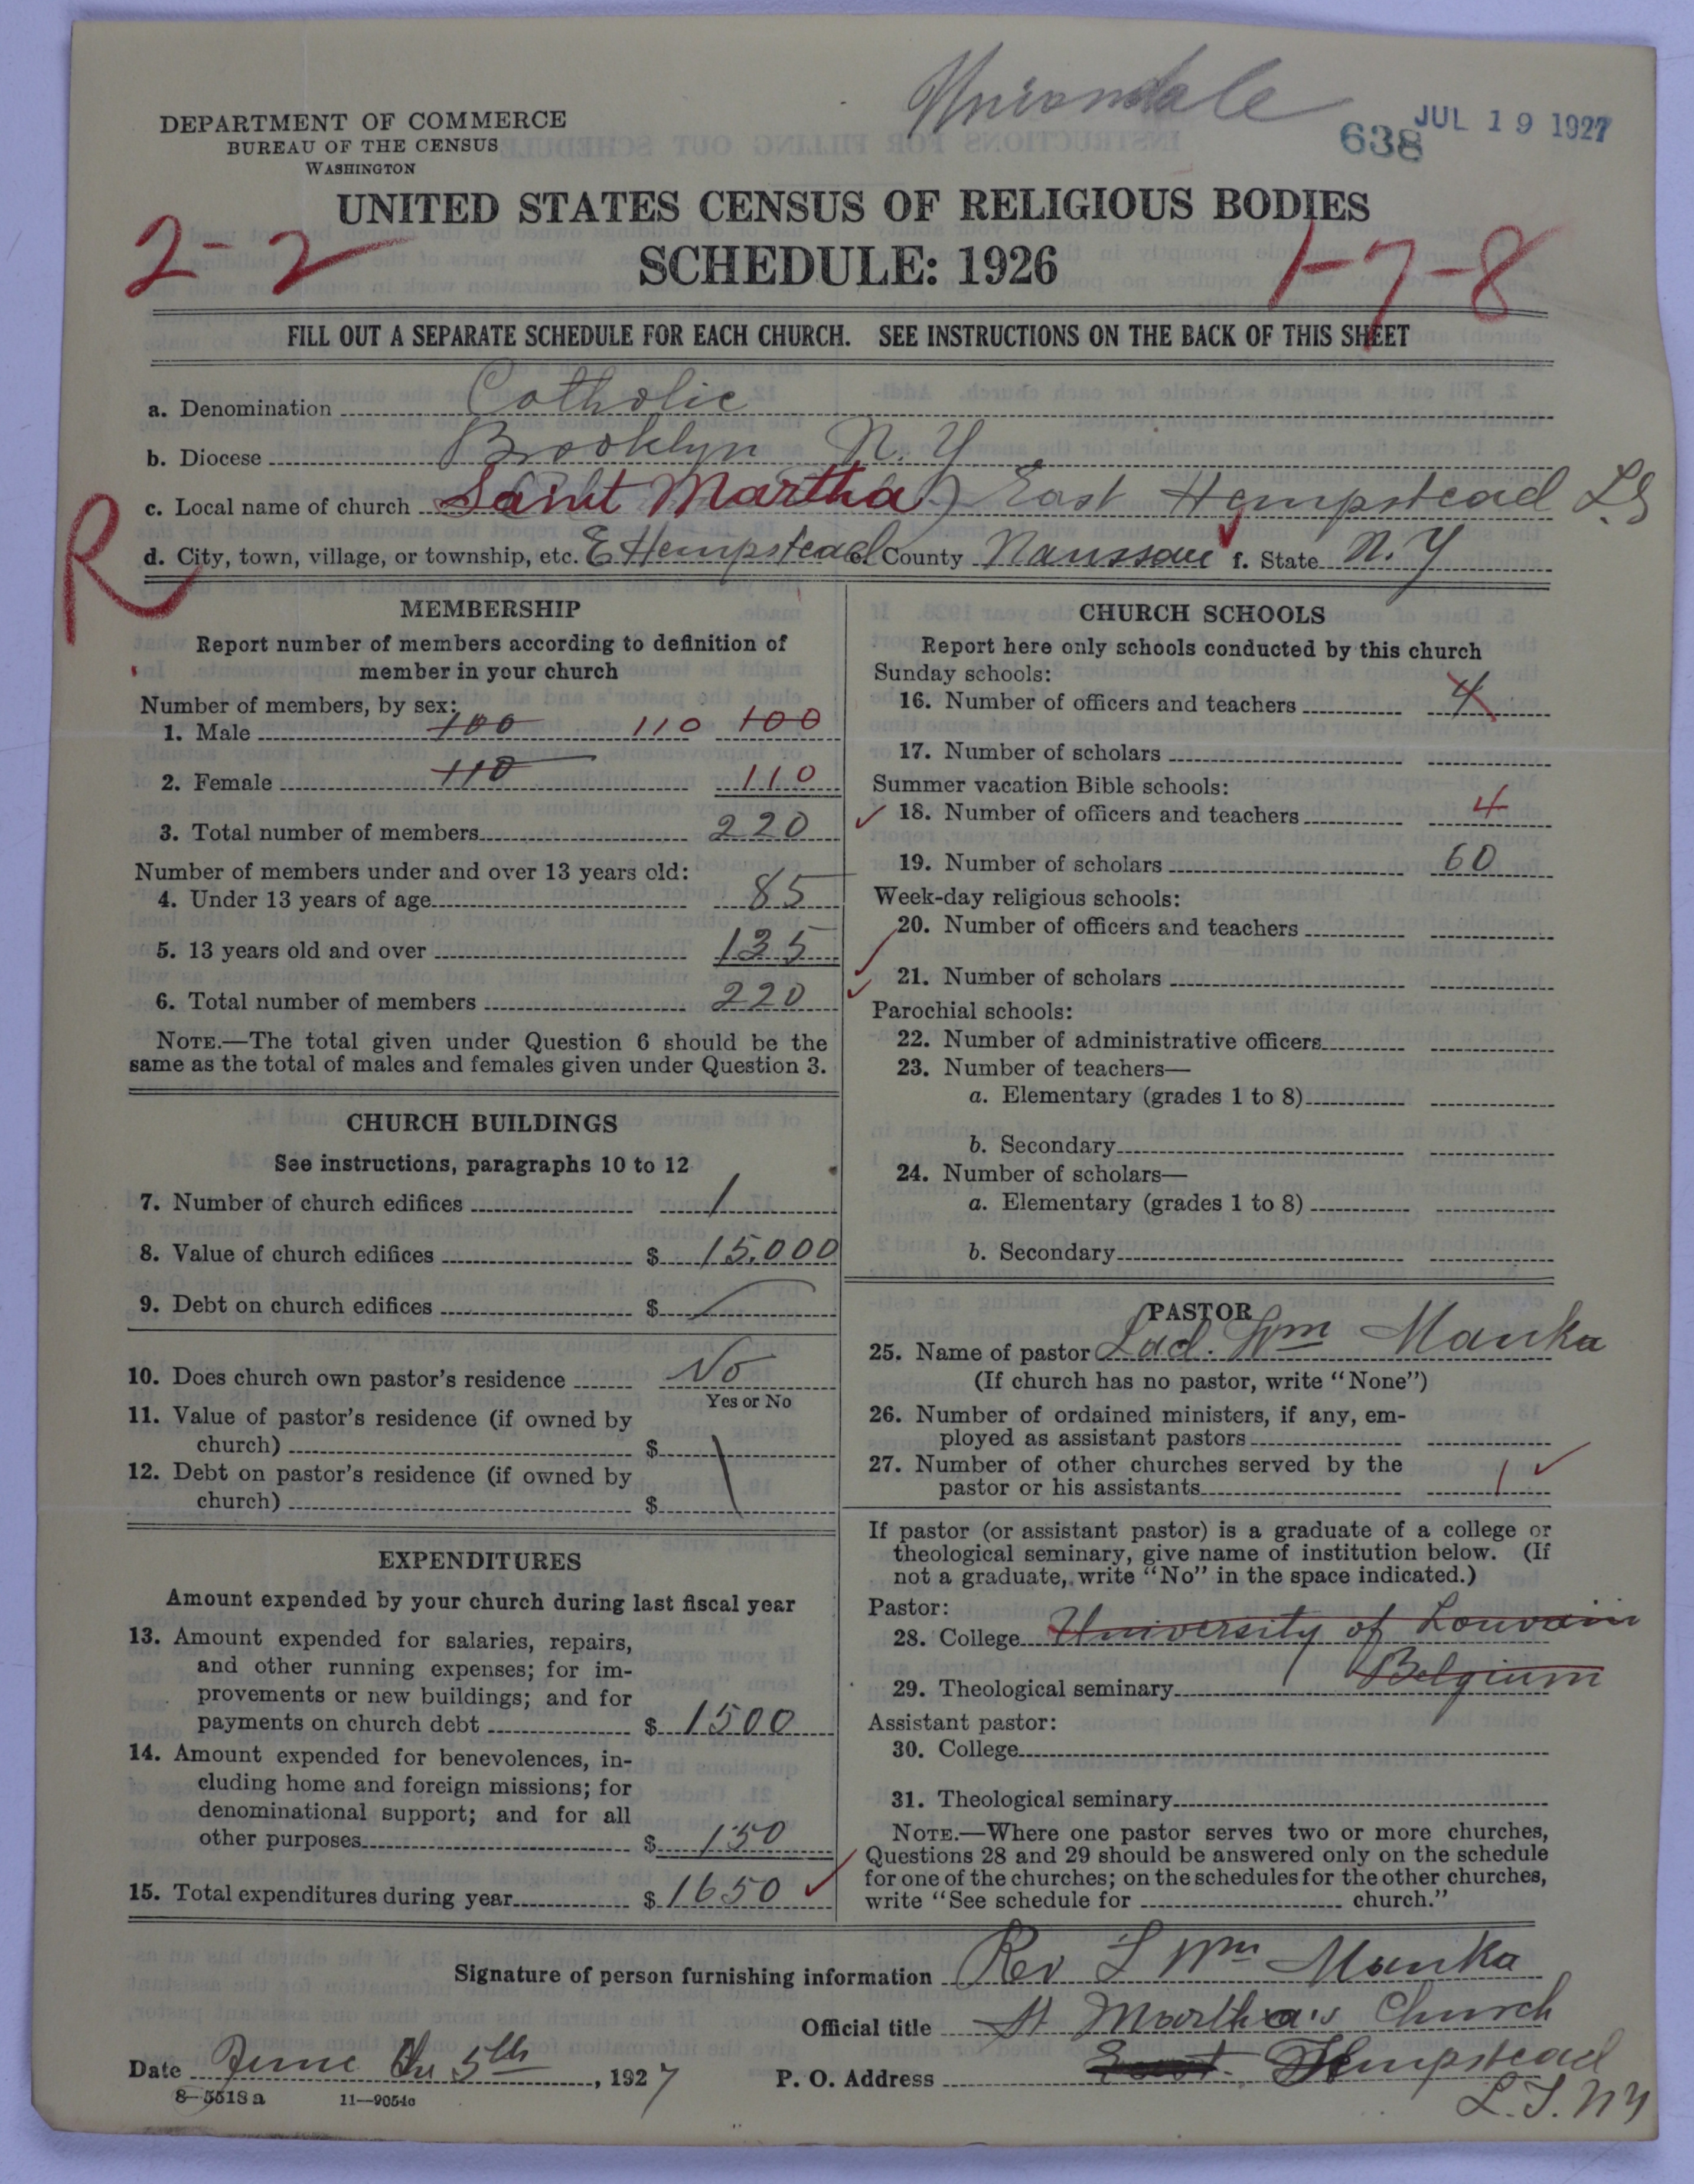 Uniondale
638 JUL 19 1927
DEPARTMENT OF COMMERCE
BUREAU OF THE CENSUS
WASHINGTON
UNITED STATES CENSUS OF RELIGIOUS BODIES
2-2 SCHEDULE: 1926 1-7-8
FILL OUT A SEPARATE SCHEDULE FOR EACH CHURCH. SEE INSTRUCTIONS ON THE BACK OF THIS SHEET
a. Denomination Catholic
b. Diocese Brooklyn N.Y
c. Local name of church Saint Martha) East Hempstead L.I.
R
d. City, town, village, or township, etc. E Hempstead e. County Naussau f. State N.Y
MEMBERSHIP
Report number of members according to definition of
member in your church
Number of members, by sex:
1. Male 100 110 100
2. Female 110 110
3. Total number of members 220
Number of members under and over 13 years old:
4. Under 13 years of age 85
5. 13 years old and over 135
6. Total number of members 220
NOTE.—The total given under Question 6 should be the
same as the total of males and females given under Question 3.
CHURCH BUILDINGS
See instructions, paragraphs 10 to 12
7. Number of church edifices 1
8. Value of church edifices $ 15,000
9. Debt on church edifices $
10. Does church own pastor's residence No
Yes or No
11. Value of pastor's residence (if owned by
church) $
12. Debt on pastor's residence (if owned by
church) $
EXPENDITURES
Amount expended by your church during last fiscal year
13. Amount expended for salaries, repairs,
and other running expenses; for im-
provements or new buildings; and for
payments on church debt $ 1500
14. Amount expended for benevolences, in-
cluding home and foreign missions; for
denominational support; and for all
other purposes $ 150
15. Total expenditures during year $ 1650 ✓
CHURCH SCHOOLS
Report here only schools conducted by this church
Sunday schools:
16. Number of officers and teachers 4
17. Number of scholars
Summer vacation Bible schools:
✓ 18. Number of officers and teachers 4
19. Number of scholars 60
Week-day religious schools:
20. Number of officers and teachers
21. Number of scholars
Parochial schools:
22. Number of administrative officers
23. Number of teachers—
a. Elementary (grades 1 to 8)
b. Secondary
24. Number of scholars—
a. Elementary (grades 1 to 8)
b. Secondary
PASTOR
25. Name of pastor Lad. Wm Manka
(If church has no pastor, write "None")
26. Number of ordained ministers, if any, em-
ployed as assistant pastors
27. Number of other churches served by the
pastor or his assistants 1 ✓
If pastor (or assistant pastor) is a graduate of a college or
theological seminary, give name of institution below. (If
not a graduate, write "No" in the space indicated.)
Pastor:
28. College University of Louvain
Belgium
29. Theological seminary
Assistant pastor:
30. College
31. Theological seminary
NOTE.—Where one pastor serves two or more churches,
Questions 28 and 29 should be answered only on the schedule
for one of the churches; on the schedules for the other churches,
write "See schedule for church."
Signature of person furnishing information Rev L Wm Manka
Official title St Martha's Church
Date June the 5th, 1927 P. O. Address East Hempstead
L.I. NY
8-5513a 11—9054c